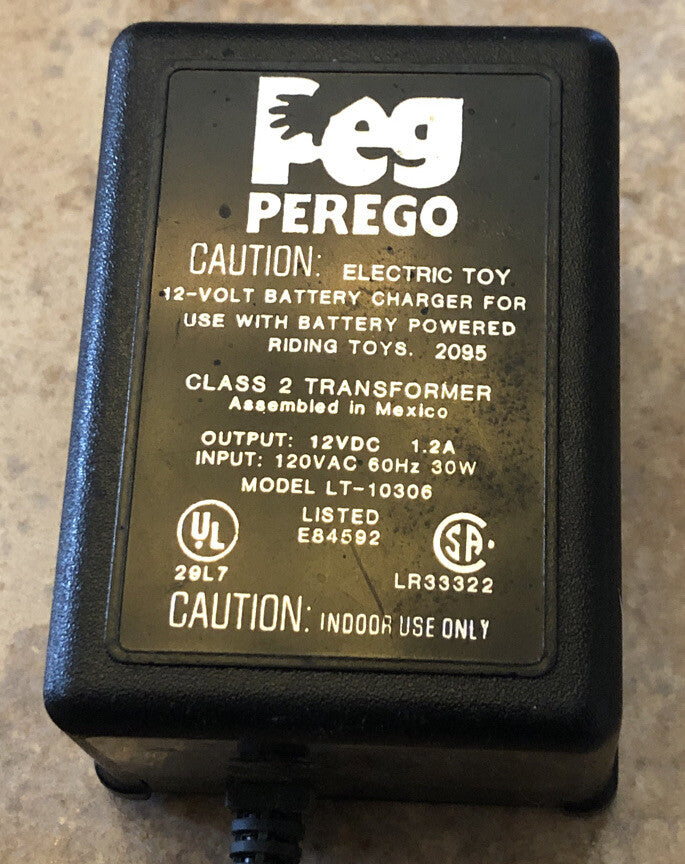 Peg
PEREGO
CAUTION: ELECTRIC TOY
12-VOLT BATTERY CHARGER FOR
USE WITH BATTERY POWERED
RIDING TOYS. 2095
CLASS 2 TRANSFORMER
Assembled in Mexico
OUTPUT: 12VDC 1.2A
INPUT: 120VAC 60Hz 30W
MODEL LT-10306
UL LISTED SA
E84592
29L7 LR33322
CAUTION: INDOOR USE ONLY